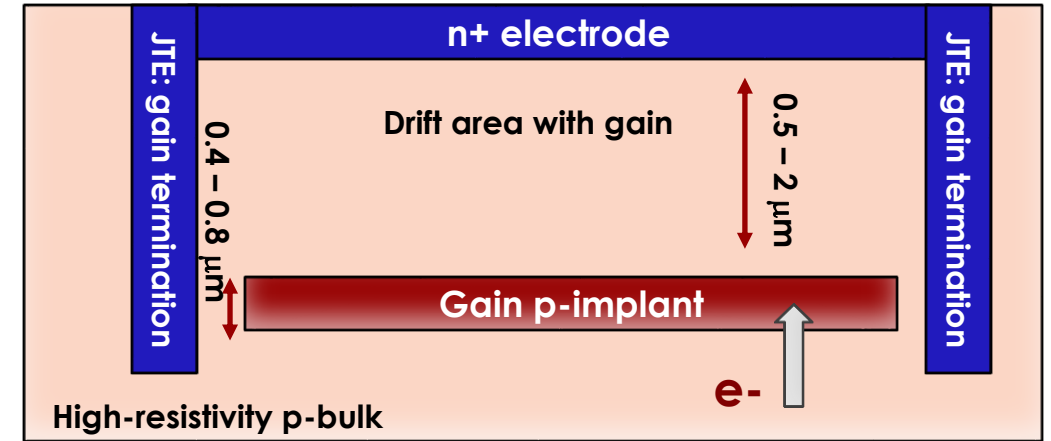 n+ electrode
JTE: gain termination
JTE: gain termination
Drift area with gain
0.5 – 2 μm
0.4 – 0.8 μm
Gain p-implant
e-
High-resistivity p-bulk